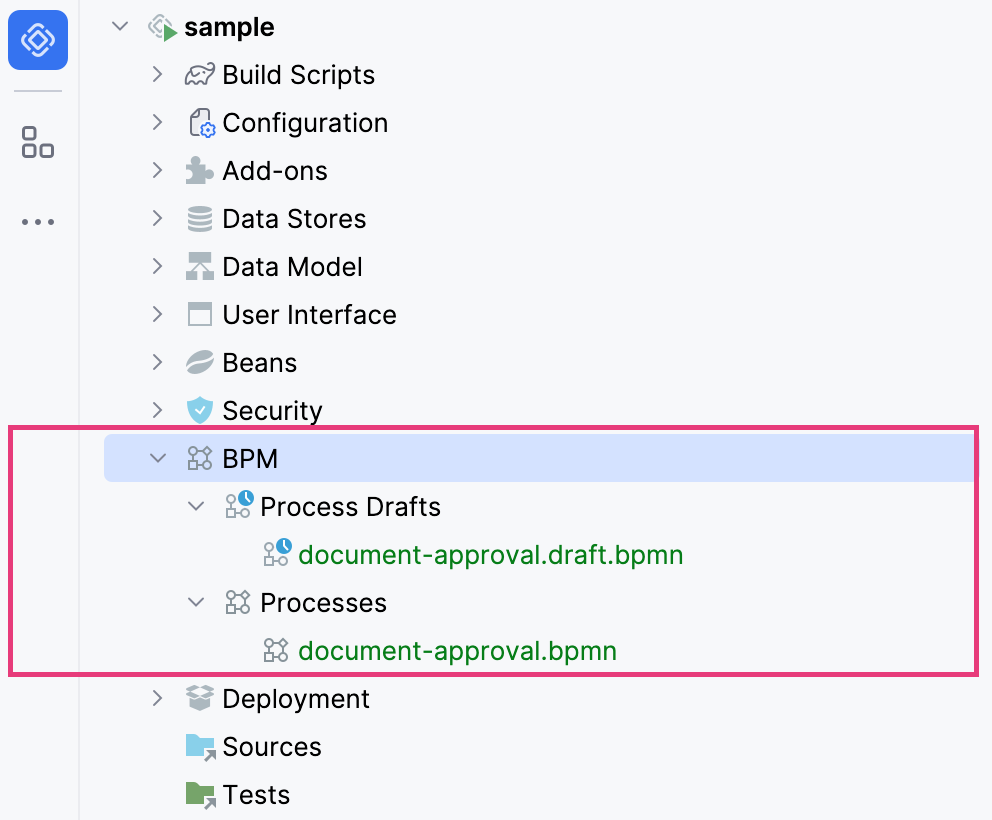 sample
Build Scripts
Configuration
Add-ons
Data Stores
Data Model
User Interface
Beans
Security
BPM
Process Drafts
document-approval.draft.bpmn
Processes
document-approval.bpmn
Deployment
Sources
Tests